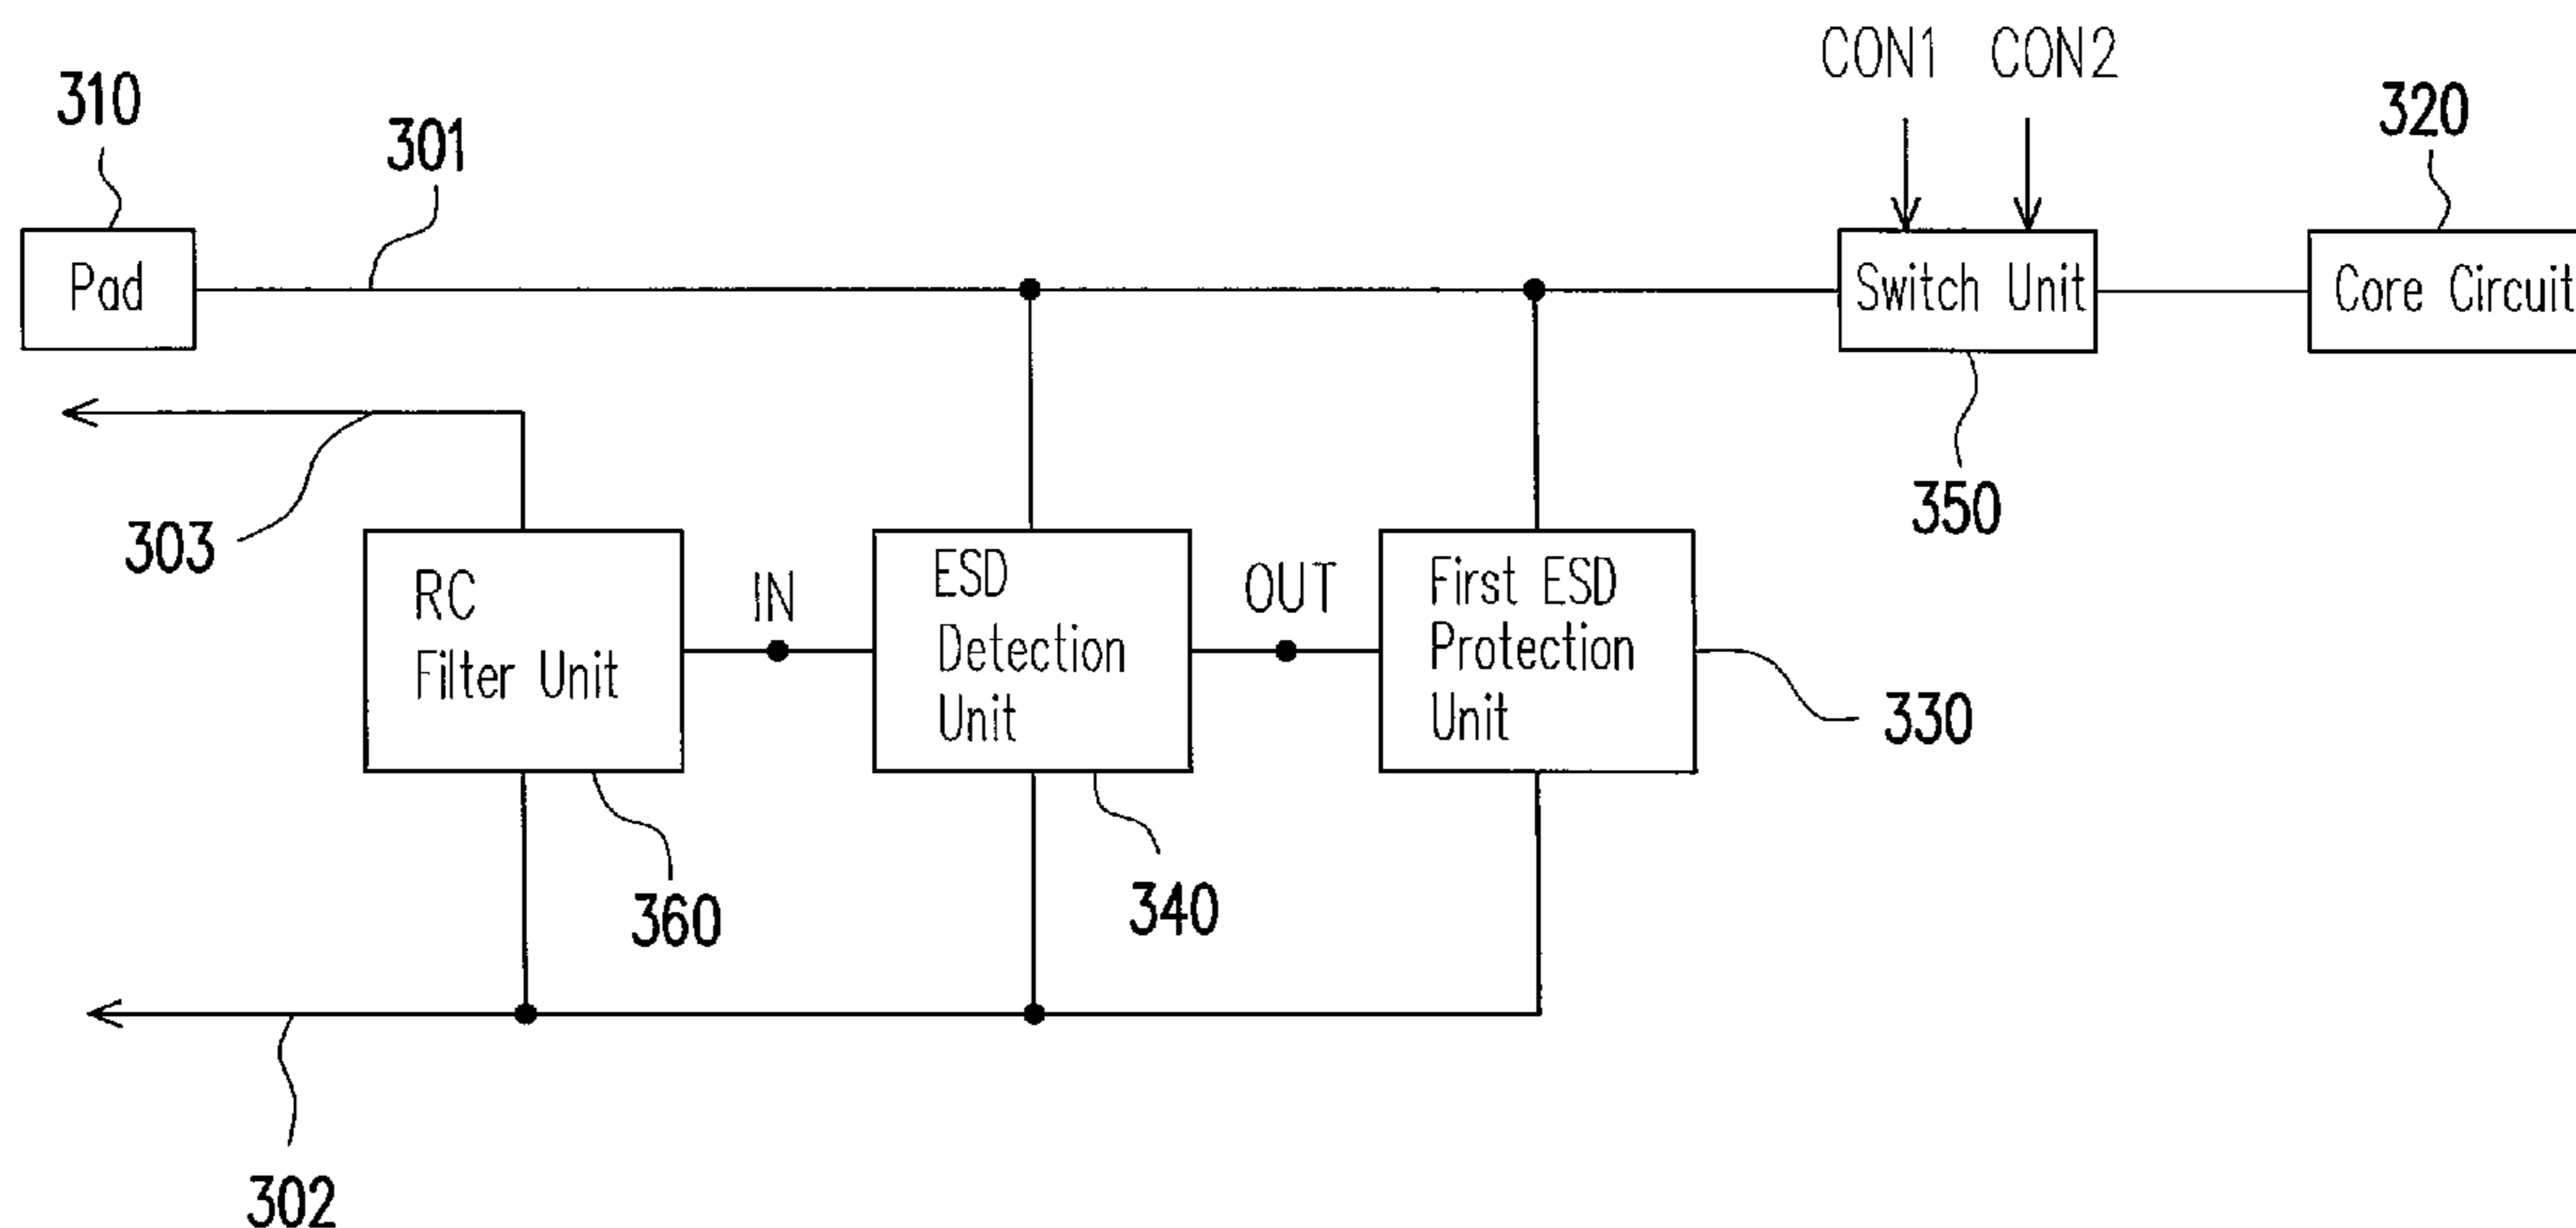 CON1 CON2
310
301
320
Pad
Switch Unit
Core Circuit
303
350
RC
Filter Unit
IN
ESD
Detection
Unit
OUT
First ESD
Protection
Unit
330
360
340
302